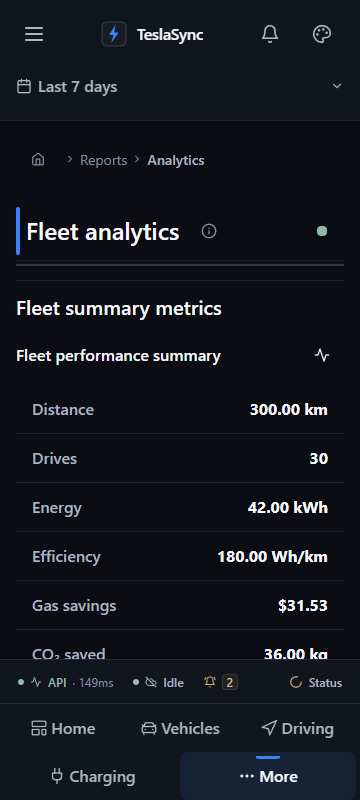 TeslaSync
Last 7 days
Reports Analytics
Fleet analytics
Fleet summary metrics
Fleet performance summary
Distance 300.00 km
Drives 30
Energy 42.00 kWh
Efficiency 180.00 Wh/km
Gas savings $31.53
CO₂ saved 36.00 kg
API · 149ms Idle 2 Status
Home Vehicles Driving
Charging More